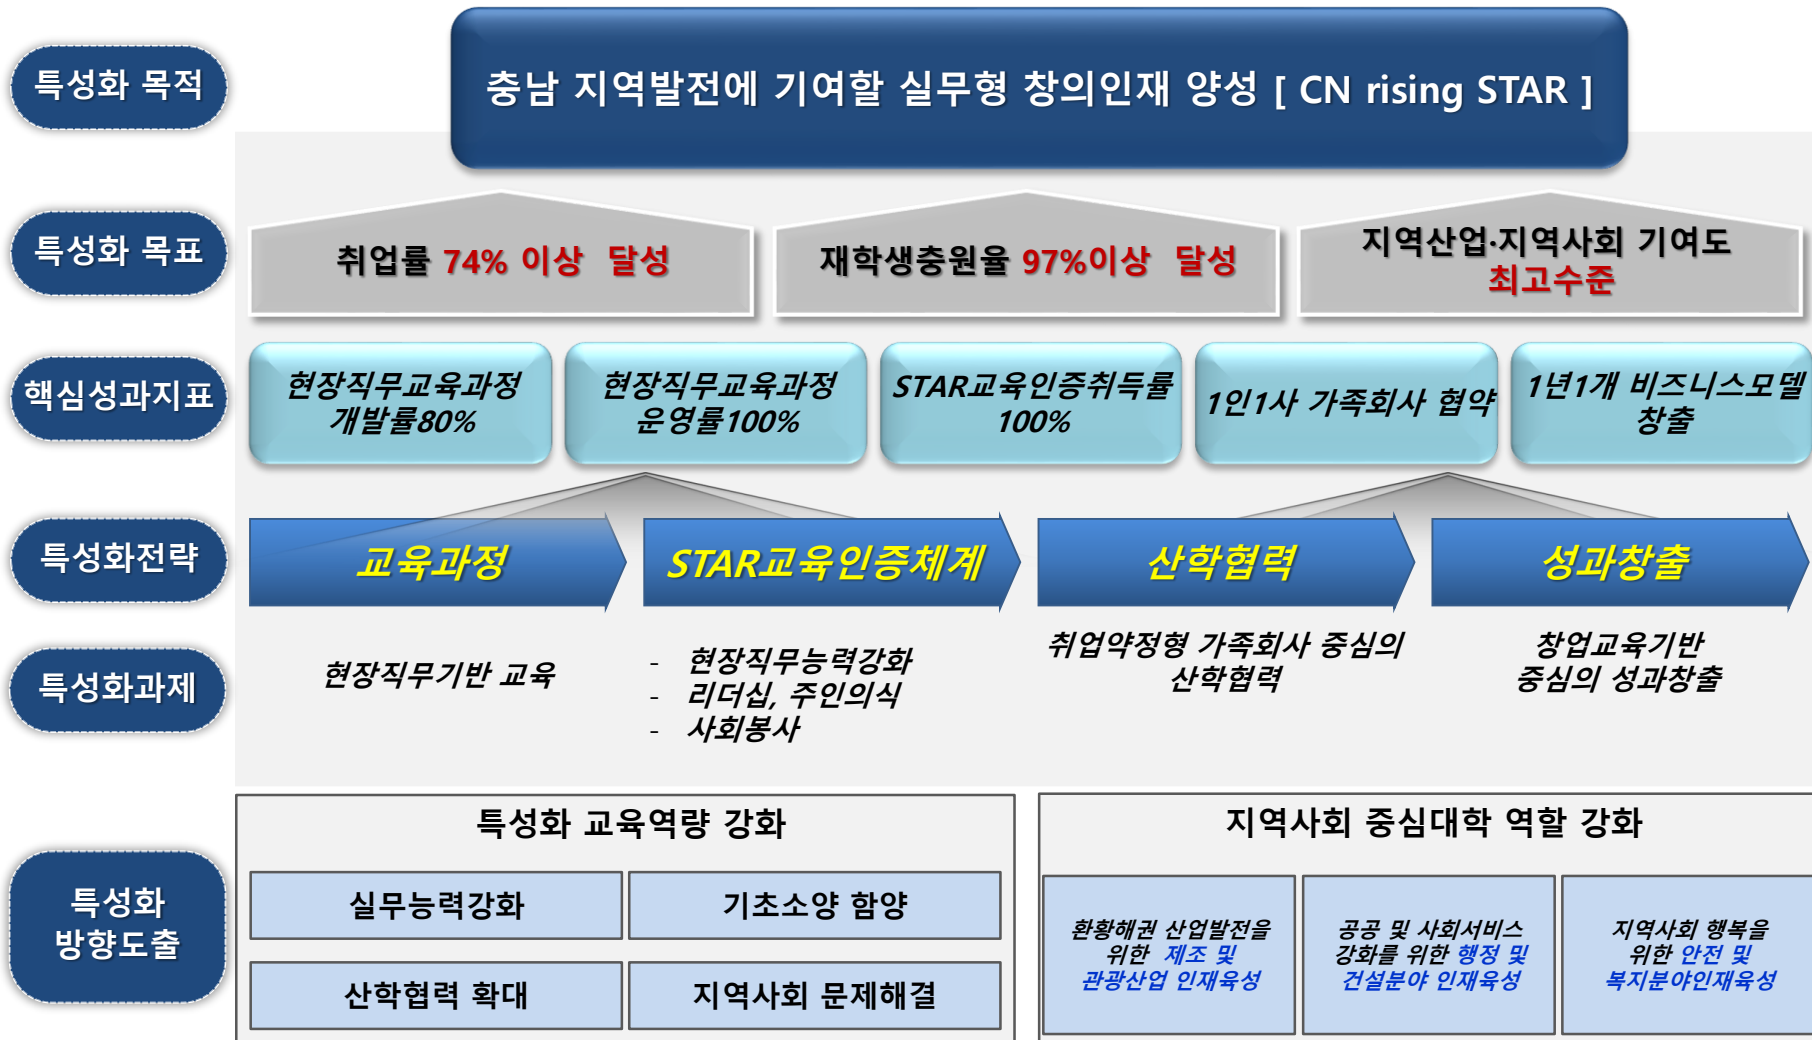 특성화 목적
충남 지역발전에 기여할 실무형 창의인재 양성 [ CN rising STAR ]
특성화 목표
취업률 74% 이상 달성
재학생충원율 97%이상 달성
지역산업·지역사회 기여도
최고수준
핵심성과지표
현장직무교육과정
개발률80%
현장직무교육과정
운영률100%
STAR교육인증취득률
100%
1인1사 가족회사 협약
1년1개 비즈니스모델
창출
특성화전략
교육과정
STAR교육인증체계
산학협력
성과창출
특성화과제
현장직무기반 교육
- 현장직무능력강화
- 리더십, 주인의식
- 사회봉사
취업약정형 가족회사 중심의
산학협력
창업교육기반
중심의 성과창출
특성화
방향도출
특성화 교육역량 강화
실무능력강화
기초소양 함양
산학협력 확대
지역사회 문제해결
지역사회 중심대학 역할 강화
환황해권 산업발전을
위한 제조 및
관광산업 인재육성
공공 및 사회서비스
강화를 위한 행정 및
건설분야 인재육성
지역사회 행복을
위한 안전 및
복지분야인재육성